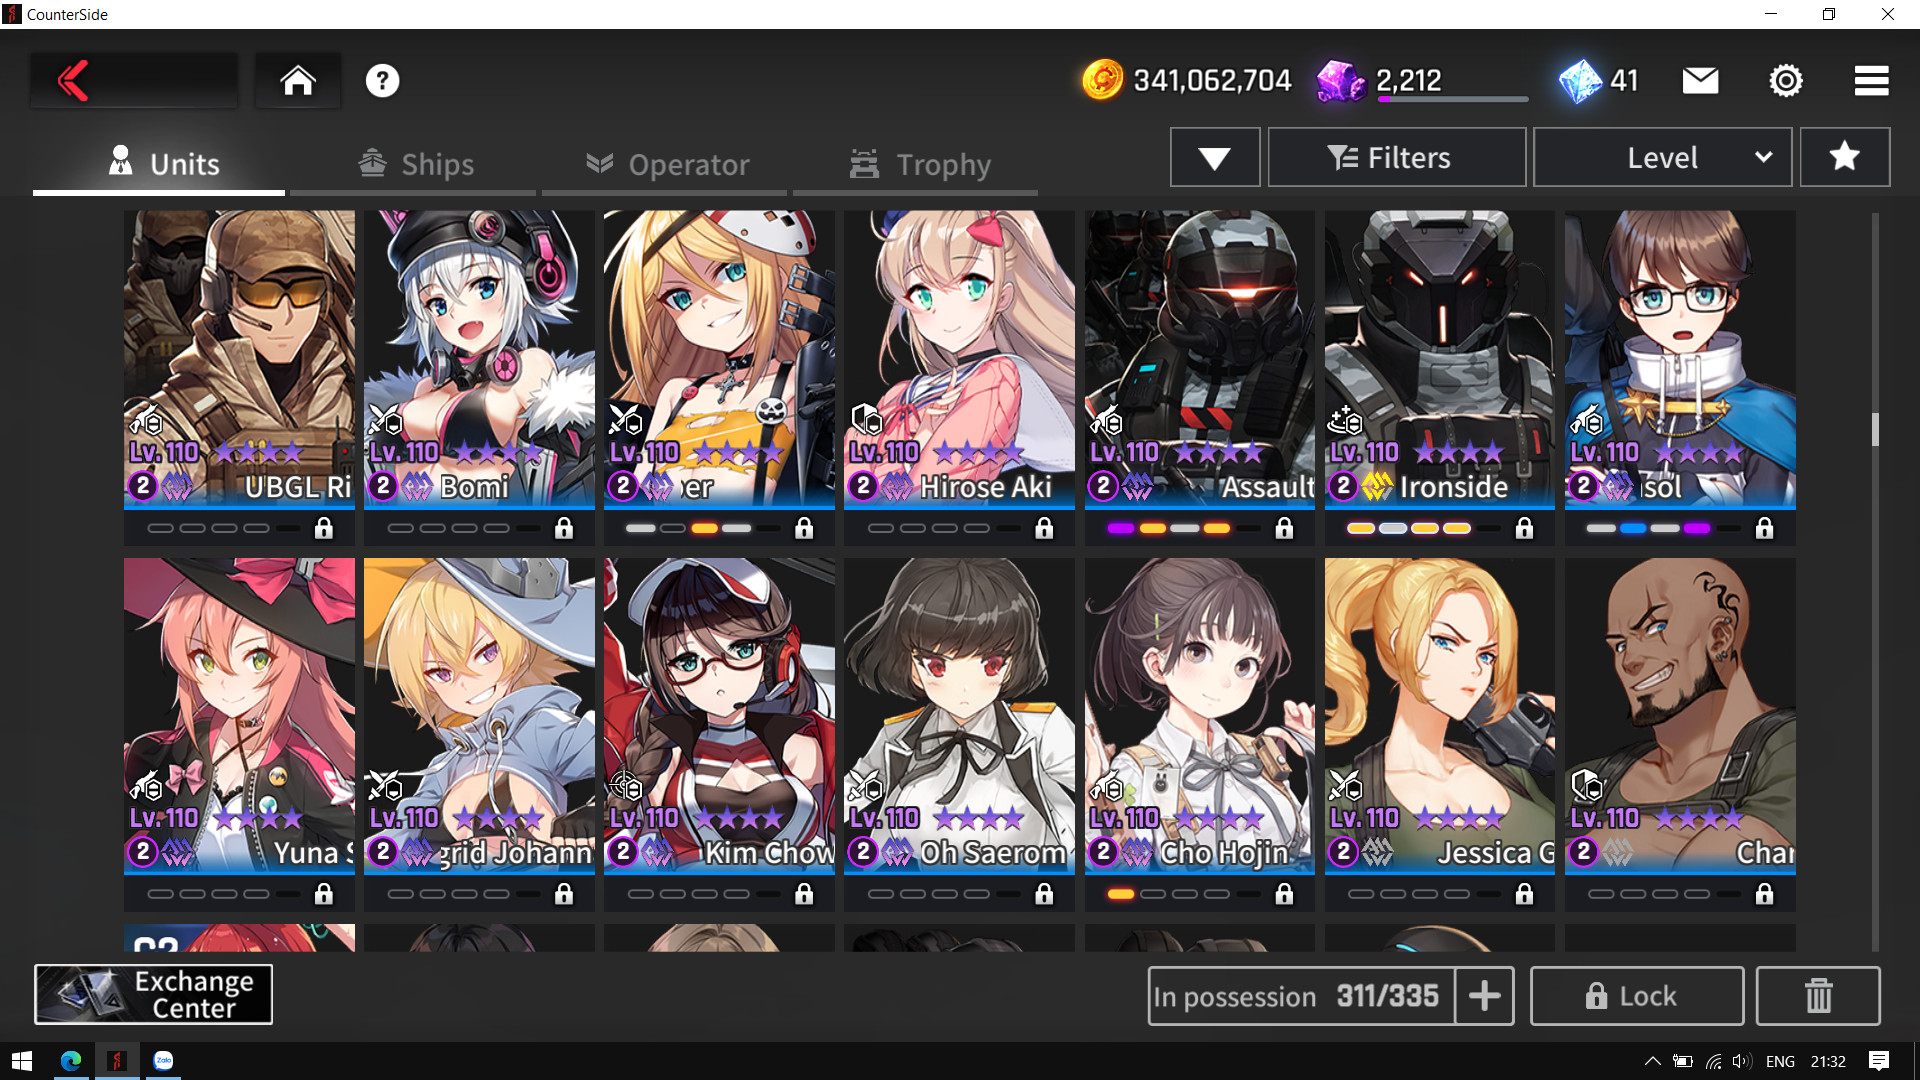 CounterSide
341,062,704
2,212
41
Units
Ships
Operator
Trophy
Filters
Level
Lv. 110
2
UBGL Ri
Lv. 110
2
Bomi
Lv. 110
2
er
Lv. 110
2
Hirose Aki
Lv. 110
2
Assault
Lv. 110
2
Ironside
Lv. 110
2
sol
Lv. 110
2
Yuna S
Lv. 110
2
grid Johann
Lv. 110
2
Kim Chow
Lv. 110
2
Oh Saerom
Lv. 110
2
Cho Hojin
Lv. 110
2
Jessica G
Lv. 110
2
Char
Exchange
Center
In possession 311/335
Lock
Zalo
ENG
21:32